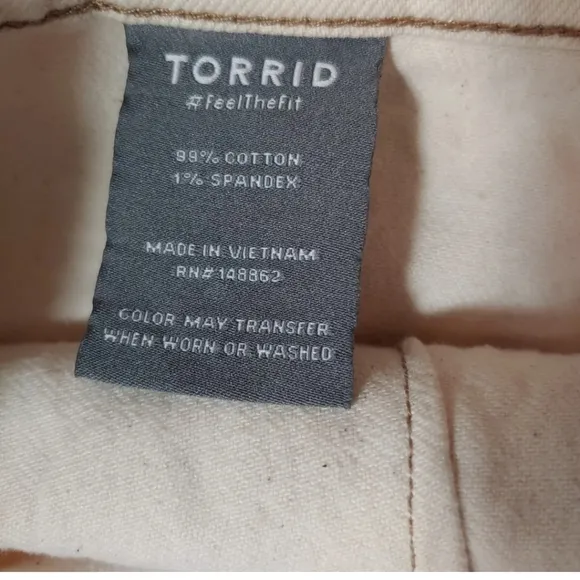 TORRID
#FeelTheFit
99% COTTON
1% SPANDEX
MADE IN VIETNAM
RN# 148862
COLOR MAY TRANSFER
WHEN WORN OR WASHED